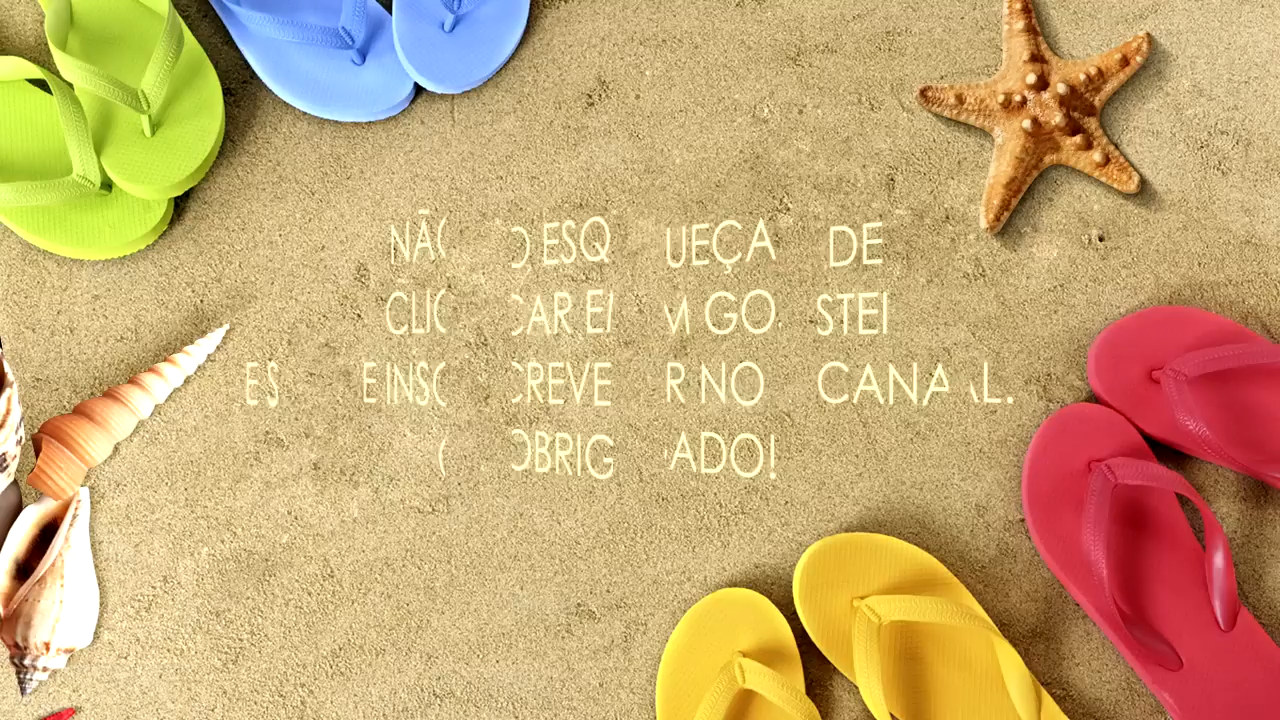 NÃO ESQUEÇA DE
CLICAR EM GOSTEI
E SE INSCREVER NO CANAL.
OBRIGADO!